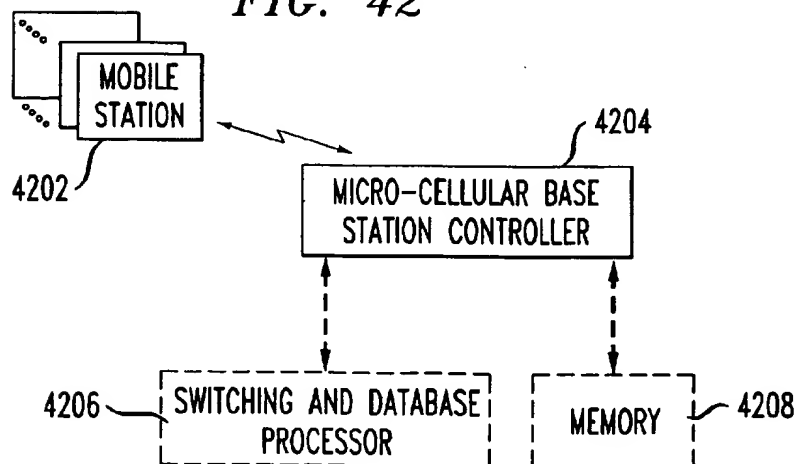 FIG. 42
MOBILE
STATION
4202
4204
MICRO-CELLULAR BASE
STATION CONTROLLER
4206
SWITCHING AND DATABASE
PROCESSOR
MEMORY
4208